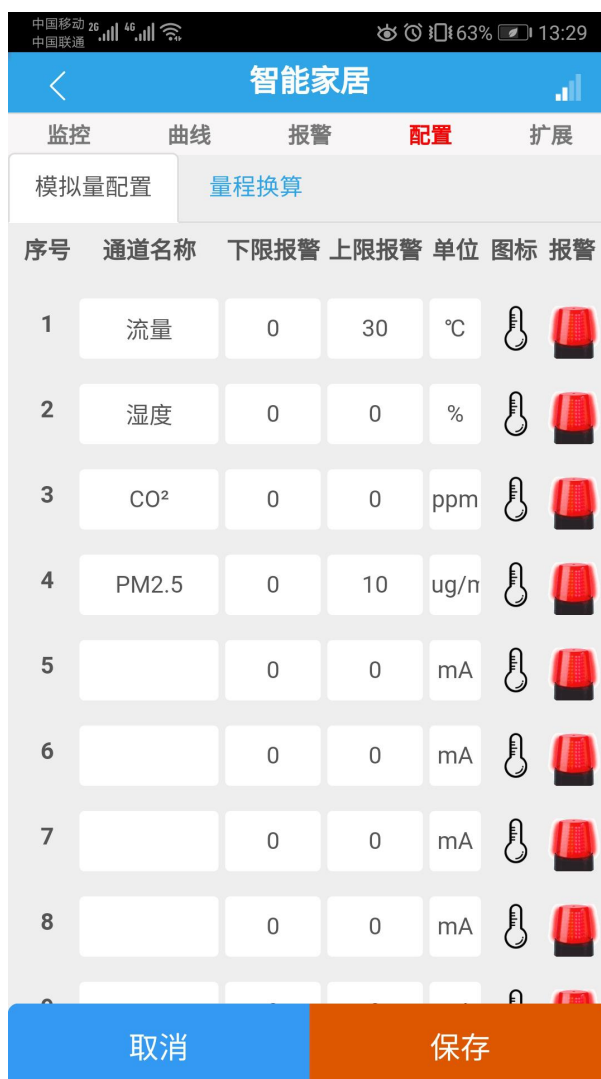 中国移动 26 46 63% 13:29
中国联通
智能家居
监控 曲线 报警 配置 扩展
模拟量配置 量程换算
序号 通道名称 下限报警 上限报警 单位 图标 报警
1 流量 0 30 ℃
2 湿度 0 0 %
3 CO² 0 0 ppm
4 PM2.5 0 10 ug/m
5 0 0 mA
6 0 0 mA
7 0 0 mA
8 0 0 mA
取消 保存